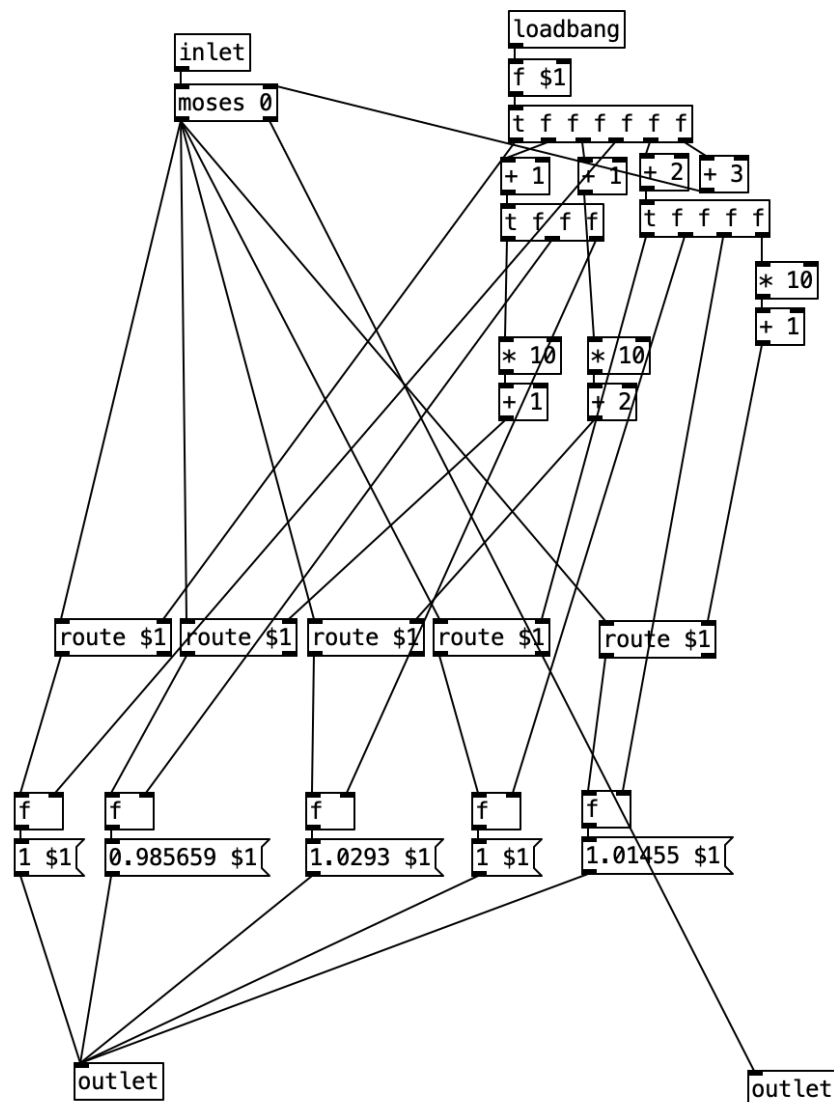 loadbang
inlet
f $1
moses 0
t f f f f f f
+ 1
+ 1
+ 2
+ 3
t f f f
t f f f f
* 10
+ 1
* 10
* 10
+ 1
+ 2
route $1
route $1
route $1
route $1
route $1
f
f
f
f
f
1 $1
0.985659 $1
1.0293 $1
1 $1
1.01455 $1
outlet
outlet